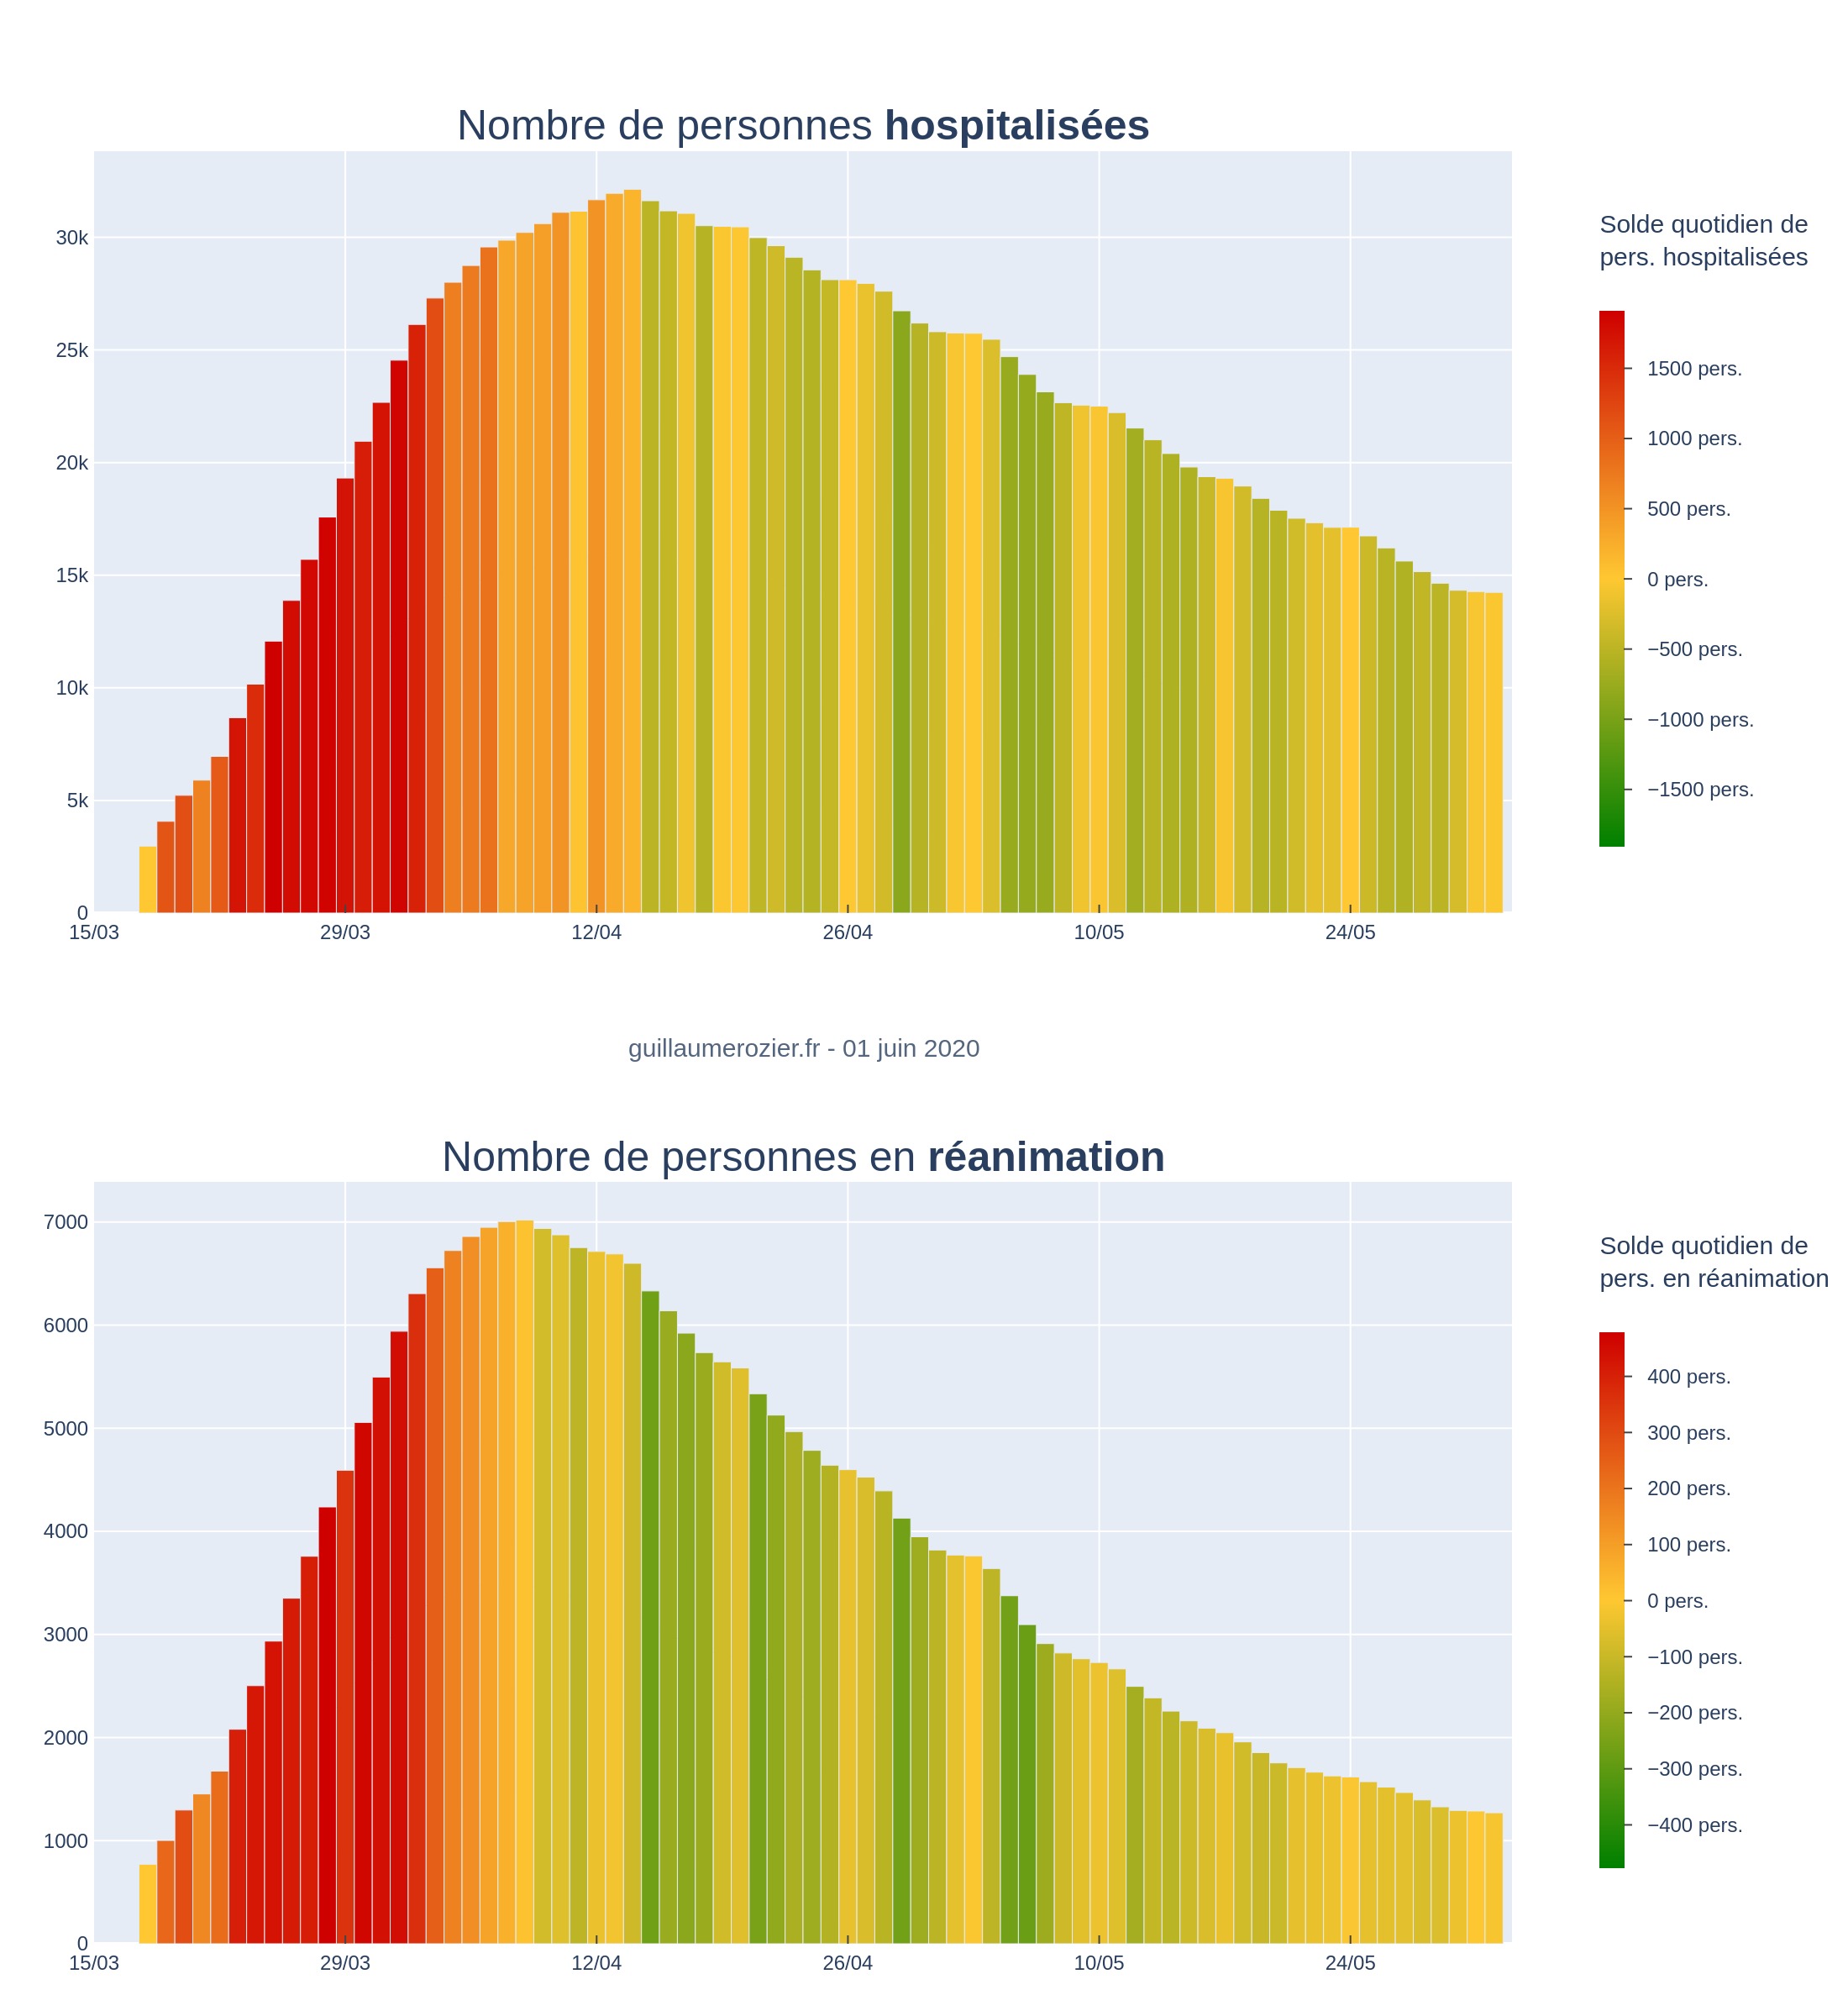 Nombre de personnes hospitalisées
30k
25k
20k
15k
10k
5k
0
15/03 29/03 12/04 26/04 10/05 24/05
Solde quotidien de
pers. hospitalisées
1500 pers.
1000 pers.
500 pers.
0 pers.
−500 pers.
−1000 pers.
−1500 pers.
guillaumerozier.fr - 01 juin 2020
Nombre de personnes en réanimation
7000
6000
5000
4000
3000
2000
1000
0
15/03 29/03 12/04 26/04 10/05 24/05
Solde quotidien de
pers. en réanimation
400 pers.
300 pers.
200 pers.
100 pers.
0 pers.
−100 pers.
−200 pers.
−300 pers.
−400 pers.